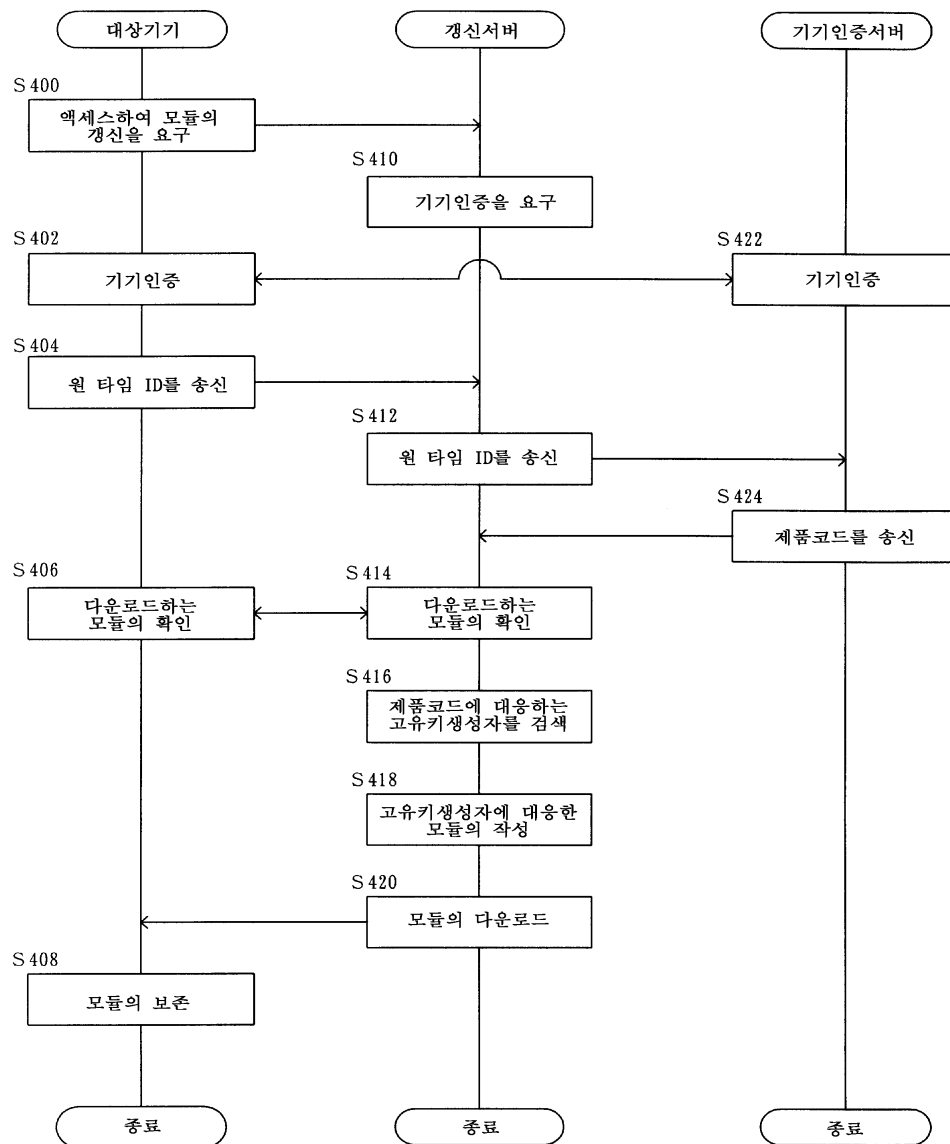 대상기기
갱신서버
기기인증서버
S400
액세스하여 모듈의
갱신을 요구
S410
기기인증을 요구
S402
기기인증
S422
기기인증
S404
원 타임 ID를 송신
S412
원 타임 ID를 송신
S424
제품코드를 송신
S406
다운로드하는
모듈의 확인
S414
다운로드하는
모듈의 확인
S416
제품코드에 대응하는
고유키생성자를 검색
S418
고유키생성자에 대응한
모듈의 작성
S420
모듈의 다운로드
S408
모듈의 보존
종료
종료
종료